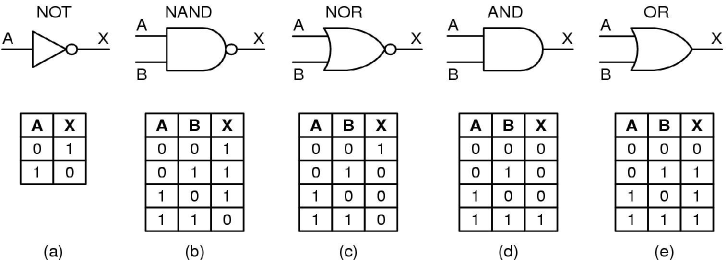 NOT NAND NOR AND OR
A X A X A X A X A X
B B B B
A X A B X A B X A B X A B X
0 1 0 0 1 0 0 1 0 0 0 0 0 0
1 0 0 1 1 0 1 0 0 1 0 0 1 1
1 0 1 1 0 0 1 0 0 1 0 1
1 1 0 1 1 0 1 1 1 1 1 1
(a) (b) (c) (d) (e)